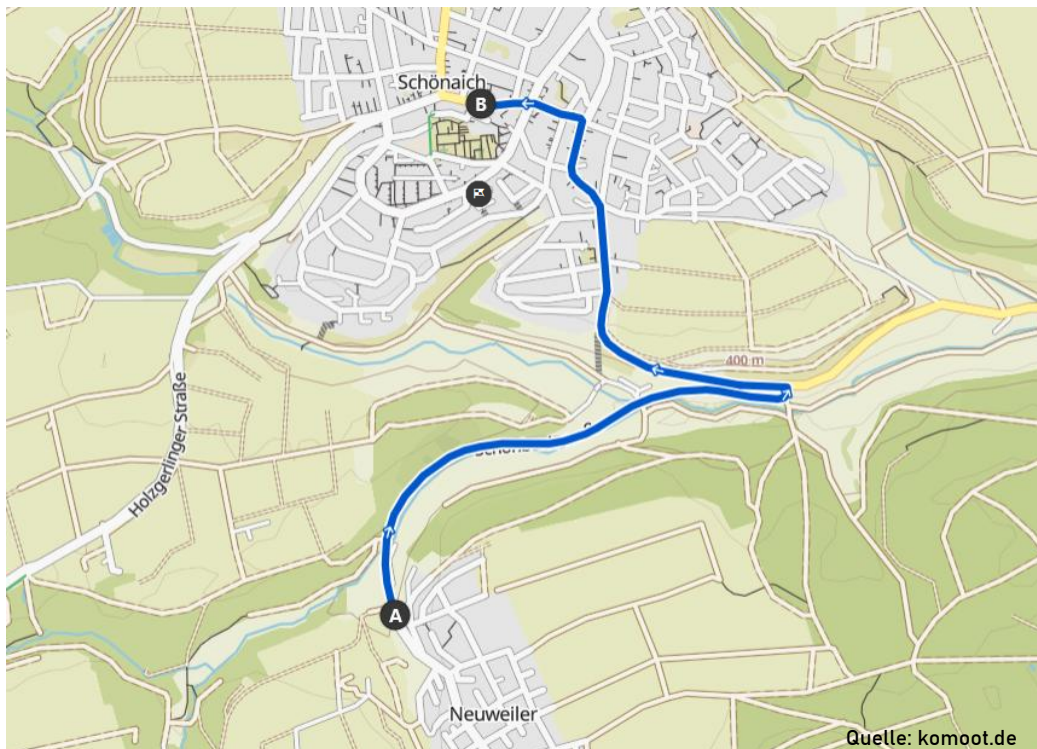 Schönaich
B
400 m
Holzgerlinger Straße
A
Neuweiler
Quelle: komoot.de